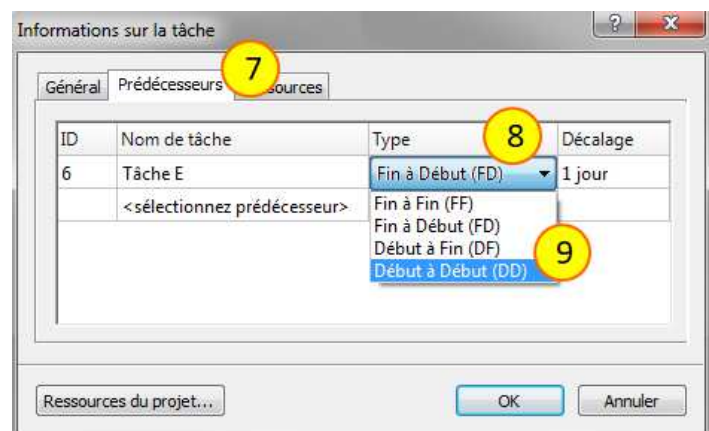 Informations sur la tâche
7
Général Prédécesseurs
ID Nom de tâche Type 8 Décalage
6 Tâche E Fin à Début (FD) 1 jour
<sélectionnez prédécesseur> Fin à Fin (FF)
Fin à Début (FD)
Début à Fin (DF) 9
Début à Début (DD)
Ressources du projet... OK Annuler